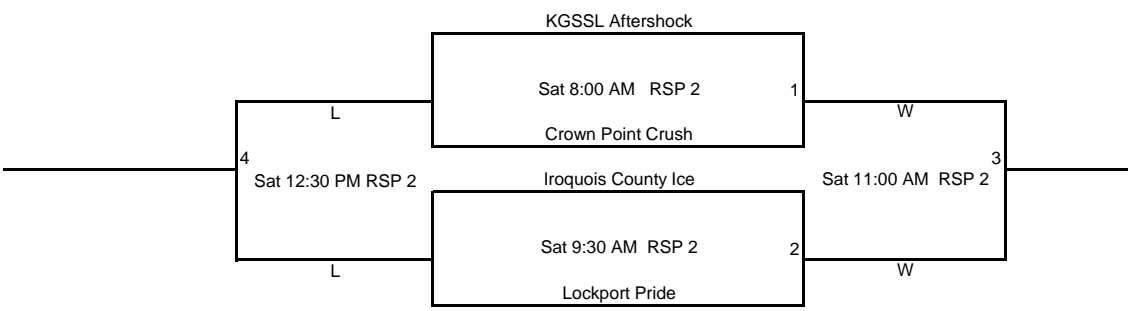 KGSSL Aftershock
Sat 8:00 AM RSP 2
1
L
W
Crown Point Crush
4
3
Sat 12:30 PM RSP 2
Iroquois County Ice
Sat 11:00 AM RSP 2
Sat 9:30 AM RSP 2
2
L
W
Lockport Pride